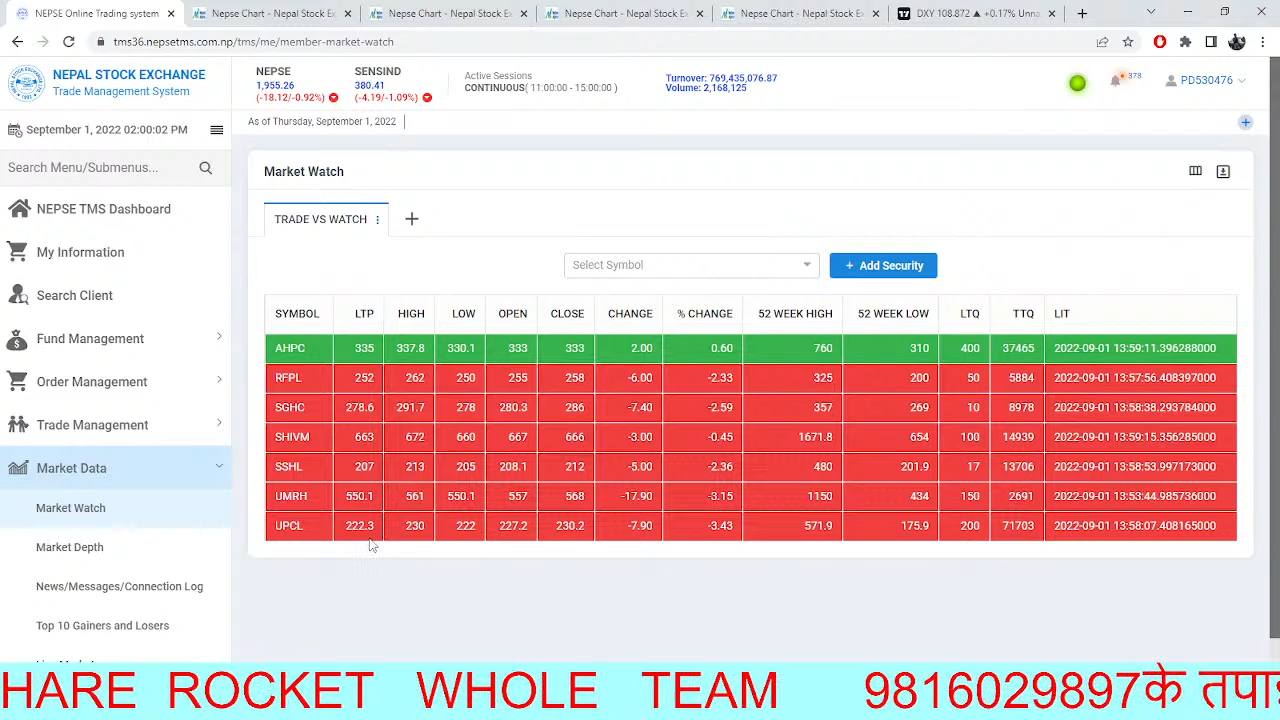 NEPSE Online Trading system
Nepse Chart - Nepal Stock Ex
Nepse Chart - Nepal Stock Ex
Nepse Chart - Nepal Stock Ex
Nepse Chart - Nepal Stock Ex
DXY 108.872 ▲ +0.17% Unna
tms36.nepsetms.com.np/tms/me/member-market-watch
NEPAL STOCK EXCHANGE
Trade Management System
NEPSE
1,955.26
(-18.12/-0.92%)
SENSIND
380.41
(-4.19/-1.09%)
Active Sessions
CONTINUOUS( 11:00:00 - 15:00:00 )
Turnover: 769,435,076.87
Volume: 2,168,125
378
PD530476
September 1, 2022 02:00:02 PM
As of Thursday, September 1, 2022
Search Menu/Submenus...
NEPSE TMS Dashboard
My Information
Search Client
Fund Management
Order Management
Trade Management
Market Data
Market Watch
Market Depth
News/Messages/Connection Log
Top 10 Gainers and Losers
Market Watch
TRADE VS WATCH
Select Symbol
+ Add Security
SYMBOL LTP HIGH LOW OPEN CLOSE CHANGE % CHANGE 52 WEEK HIGH 52 WEEK LOW LTQ TTQ LIT
AHPC 335 337.8 330.1 333 333 2.00 0.60 760 310 400 37465 2022-09-01 13:59:11.396288000
RFPL 252 262 250 255 258 -6.00 -2.33 325 200 50 5884 2022-09-01 13:57:56.408397000
SGHC 278.6 291.7 278 280.3 286 -7.40 -2.59 357 269 10 8978 2022-09-01 13:58:38.293784000
SHIVM 663 672 660 667 666 -3.00 -0.45 1671.8 654 100 14939 2022-09-01 13:59:15.356285000
SSHL 207 213 205 208.1 212 -5.00 -2.36 480 201.9 17 13706 2022-09-01 13:58:53.997173000
UMRH 550.1 561 550.1 557 568 -17.90 -3.15 1150 434 150 2691 2022-09-01 13:53:44.985736000
UPCL 222.3 230 222 227.2 230.2 -7.90 -3.43 571.9 175.9 200 71703 2022-09-01 13:58:07.408165000
HARE ROCKET WHOLE TEAM 9816029897के